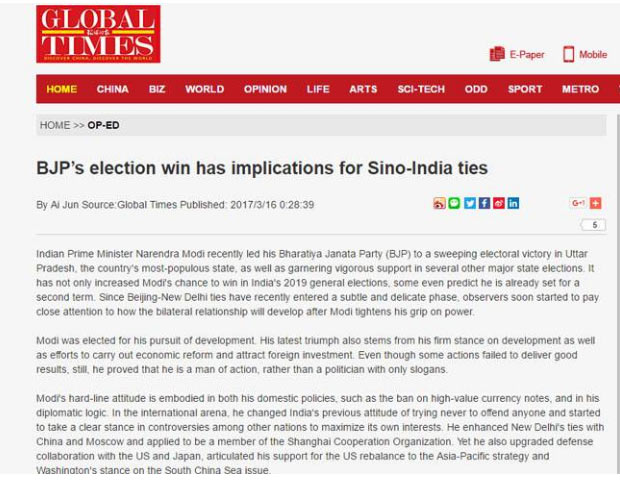 GLOBAL
TIMES
DISCOVER CHINA, DISCOVER THE WORLD
E-Paper Mobile
HOME CHINA BIZ WORLD OPINION LIFE ARTS SCI-TECH ODD SPORT METRO
HOME >> OP-ED
BJP's election win has implications for Sino-India ties
By Ai Jun Source:Global Times Published: 2017/3/16 0:28:39
G+1
5
Indian Prime Minister Narendra Modi recently led his Bharatiya Janata Party (BJP) to a sweeping electoral victory in Uttar
Pradesh, the country's most-populous state, as well as garnering vigorous support in several other major state elections. It
has not only increased Modi's chance to win in India's 2019 general elections, some even predict he is already set for a
second term. Since Beijing-New Delhi ties have recently entered a subtle and delicate phase, observers soon started to pay
close attention to how the bilateral relationship will develop after Modi tightens his grip on power.
Modi was elected for his pursuit of development. His latest triumph also stems from his firm stance on development as well
as efforts to carry out economic reform and attract foreign investment. Even though some actions failed to deliver good
results, still, he proved that he is a man of action, rather than a politician with only slogans.
Modi's hard-line attitude is embodied in both his domestic policies, such as the ban on high-value currency notes, and in his
diplomatic logic. In the international arena, he changed India's previous attitude of trying never to offend anyone and started
to take a clear stance in controversies among other nations to maximize its own interests. He enhanced New Delhi's ties with
China and Moscow and applied to be a member of the Shanghai Cooperation Organization. Yet he also upgraded defense
collaboration with the US and Japan, articulated his support for the US rebalance to the Asia-Pacific strategy and
Washington's stance on the South China Sea issue.